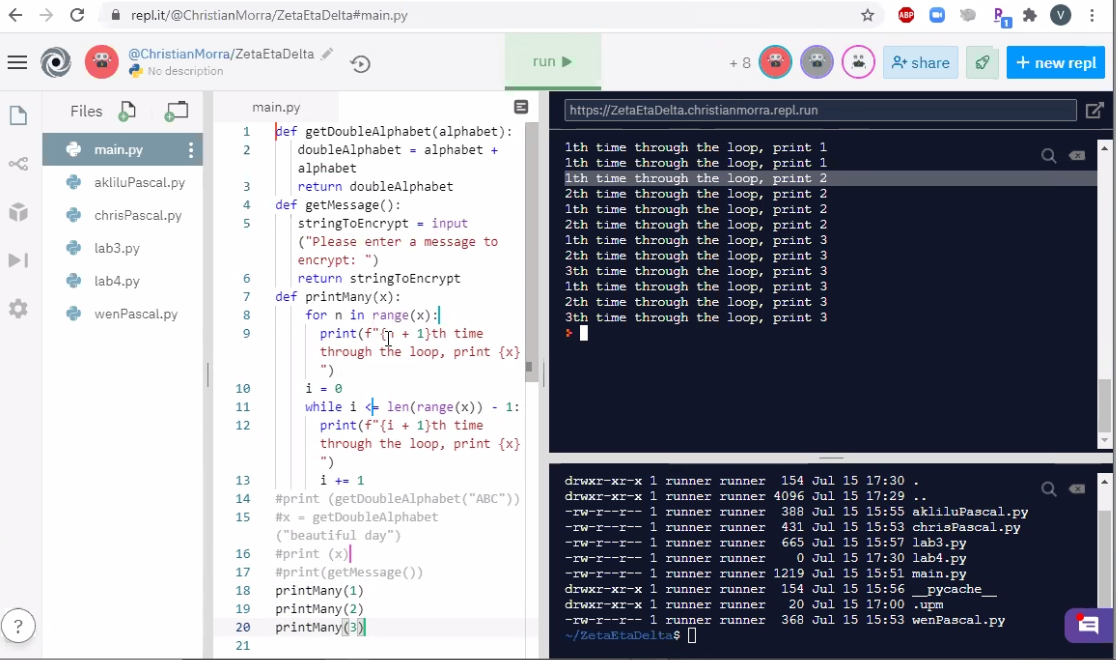 repl.it/@ChristianMorra/ZetaEtaDelta#main.py
ABP
1
V
@ChristianMorra/ZetaEtaDelta
No description
run
+ 8
share
+ new repl
Files
main.py
akliluPascal.py
chrisPascal.py
lab3.py
lab4.py
wenPascal.py
?
main.py
1 def getDoubleAlphabet(alphabet):
2 doubleAlphabet = alphabet +
alphabet
3 return doubleAlphabet
4 def getMessage():
5 stringToEncrypt = input
("Please enter a message to
encrypt: ")
6 return stringToEncrypt
7 def printMany(x):
8 for n in range(x):
9 print(f"{n + 1}th time
through the loop, print {x}
")
10 i = 0
11 while i <= len(range(x)) - 1:
12 print(f"{i + 1}th time
through the loop, print {x}
")
13 i += 1
14 #print (getDoubleAlphabet("ABC"))
15 #x = getDoubleAlphabet
("beautiful day")
16 #print (x)
17 #print(getMessage())
18 printMany(1)
19 printMany(2)
20 printMany(3)
21
https://ZetaEtaDelta.christianmorra.repl.run
1th time through the loop, print 1
1th time through the loop, print 1
1th time through the loop, print 2
2th time through the loop, print 2
1th time through the loop, print 2
2th time through the loop, print 2
1th time through the loop, print 3
2th time through the loop, print 3
3th time through the loop, print 3
1th time through the loop, print 3
2th time through the loop, print 3
3th time through the loop, print 3
drwxr-xr-x 1 runner runner 154 Jul 15 17:30 .
drwxr-xr-x 1 runner runner 4096 Jul 15 17:29 ..
-rw-r--r-- 1 runner runner 388 Jul 15 15:55 akliluPascal.py
-rw-r--r-- 1 runner runner 431 Jul 15 15:53 chrisPascal.py
-rw-r--r-- 1 runner runner 665 Jul 15 15:57 lab3.py
-rw-r--r-- 1 runner runner 0 Jul 15 17:30 lab4.py
-rw-r--r-- 1 runner runner 1219 Jul 15 15:51 main.py
drwxr-xr-x 1 runner runner 154 Jul 15 15:56 __pycache__
drwxr-xr-x 1 runner runner 20 Jul 15 17:00 .upm
-rw-r--r-- 1 runner runner 368 Jul 15 15:53 wenPascal.py
~/ZetaEtaDelta$